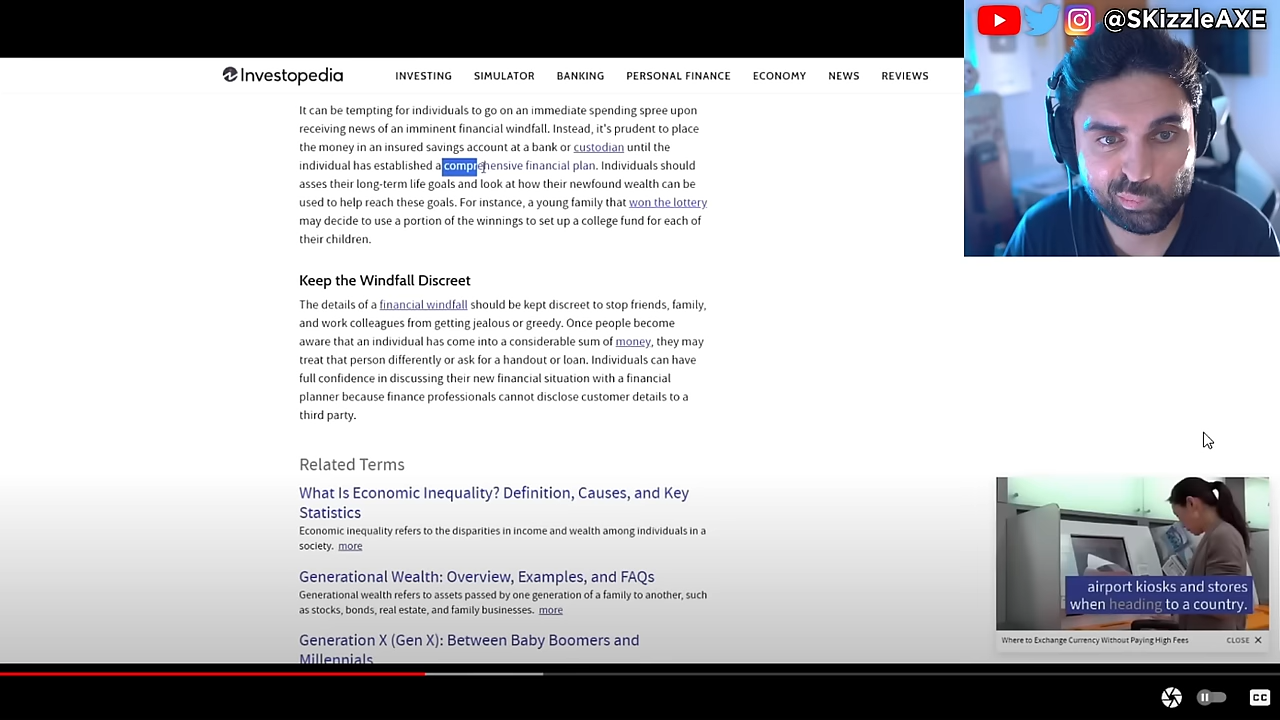 @SKizzleAXE
Investopedia
INVESTING SIMULATOR BANKING PERSONAL FINANCE ECONOMY NEWS REVIEWS
It can be tempting for individuals to go on an immediate spending spree upon
receiving news of an imminent financial windfall. Instead, it's prudent to place
the money in an insured savings account at a bank or custodian until the
individual has established a comprehensive financial plan. Individuals should
asses their long-term life goals and look at how their newfound wealth can be
used to help reach these goals. For instance, a young family that won the lottery
may decide to use a portion of the winnings to set up a college fund for each of
their children.
Keep the Windfall Discreet
The details of a financial windfall should be kept discreet to stop friends, family,
and work colleagues from getting jealous or greedy. Once people become
aware that an individual has come into a considerable sum of money, they may
treat that person differently or ask for a handout or loan. Individuals can have
full confidence in discussing their new financial situation with a financial
planner because finance professionals cannot disclose customer details to a
third party.
Related Terms
What Is Economic Inequality? Definition, Causes, and Key
Statistics
Economic inequality refers to the disparities in income and wealth among individuals in a
society. more
Generational Wealth: Overview, Examples, and FAQs
Generational wealth refers to assets passed by one generation of a family to another, such
as stocks, bonds, real estate, and family businesses. more
Generation X (Gen X): Between Baby Boomers and
Millennials
airport kiosks and stores
when heading to a country.
Where to Exchange Currency Without Paying High Fees
CLOSE X
CC